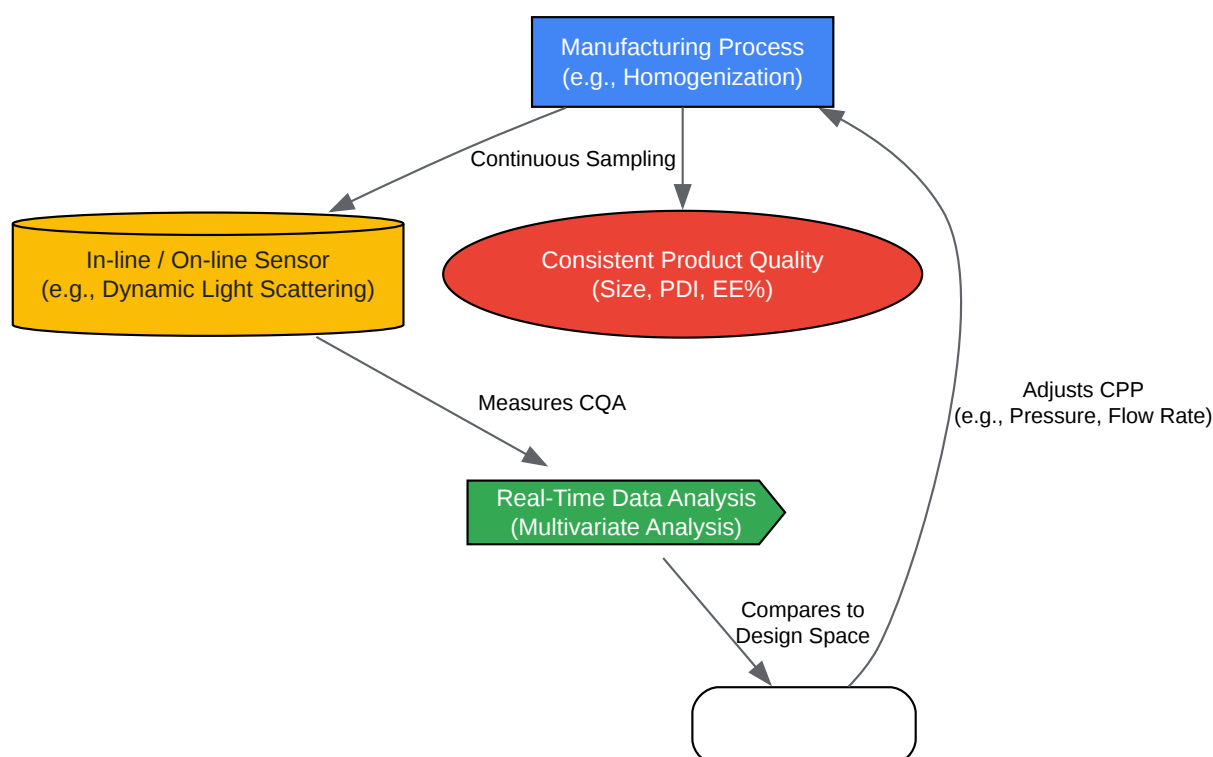 Manufacturing Process
(e.g., Homogenization)
Continuous Sampling
In-line / On-line Sensor
(e.g., Dynamic Light Scattering)
Consistent Product Quality
(Size, PDI, EE%)
Measures CQA
Adjusts CPP
(e.g., Pressure, Flow Rate)
Real-Time Data Analysis
(Multivariate Analysis)
Compares to
Design Space